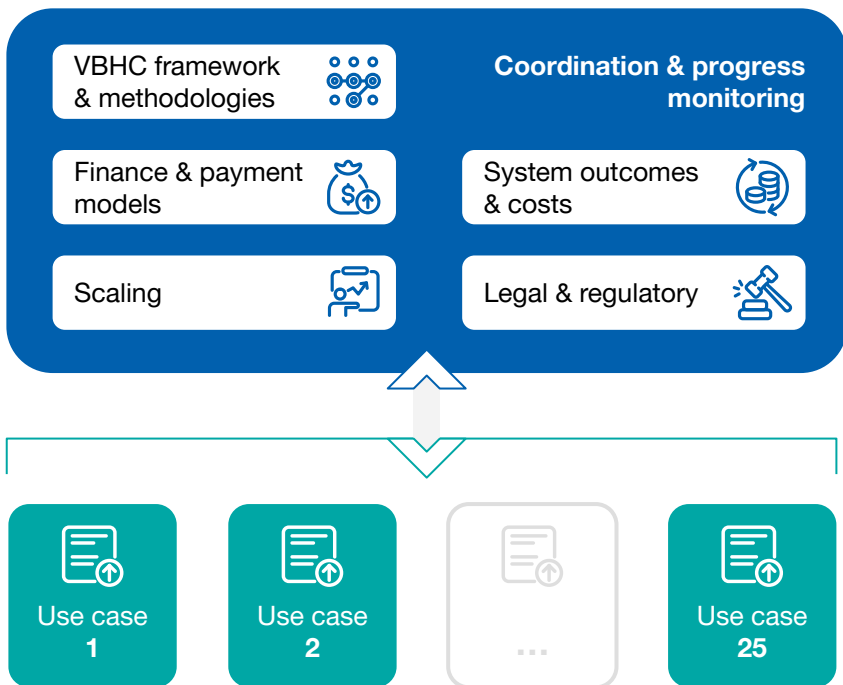 VBHC framework
& methodologies
Coordination & progress
monitoring
Finance & payment
models
System outcomes
& costs
Scaling
Legal & regulatory
Use case
1
Use case
2
...
Use case
25